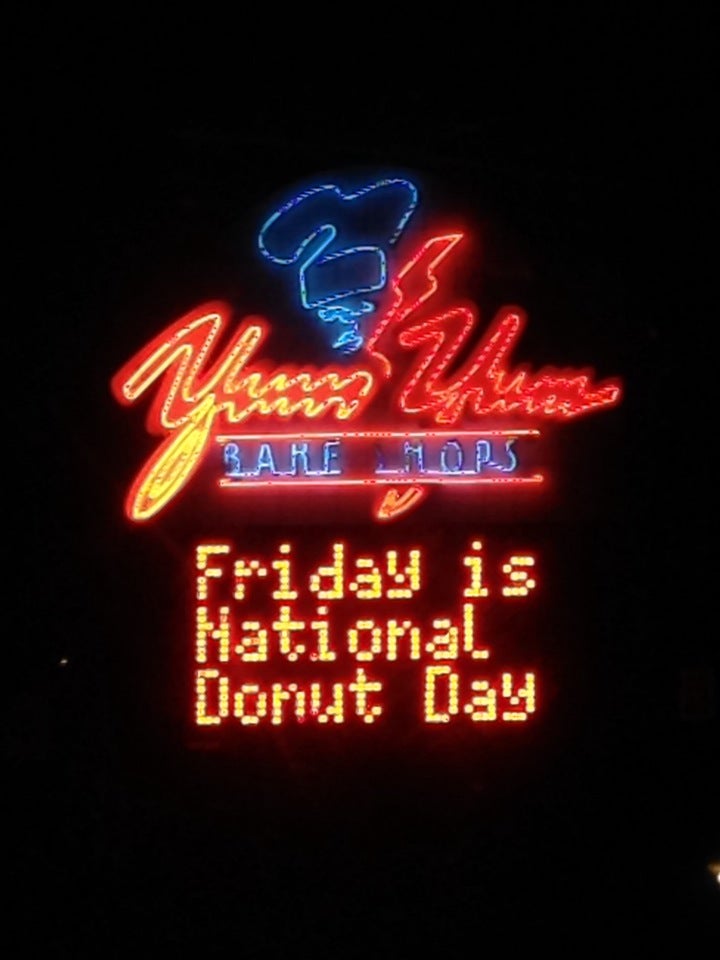 Yum Yum
BAKE SHOPS
Friday is
National
Donut Day